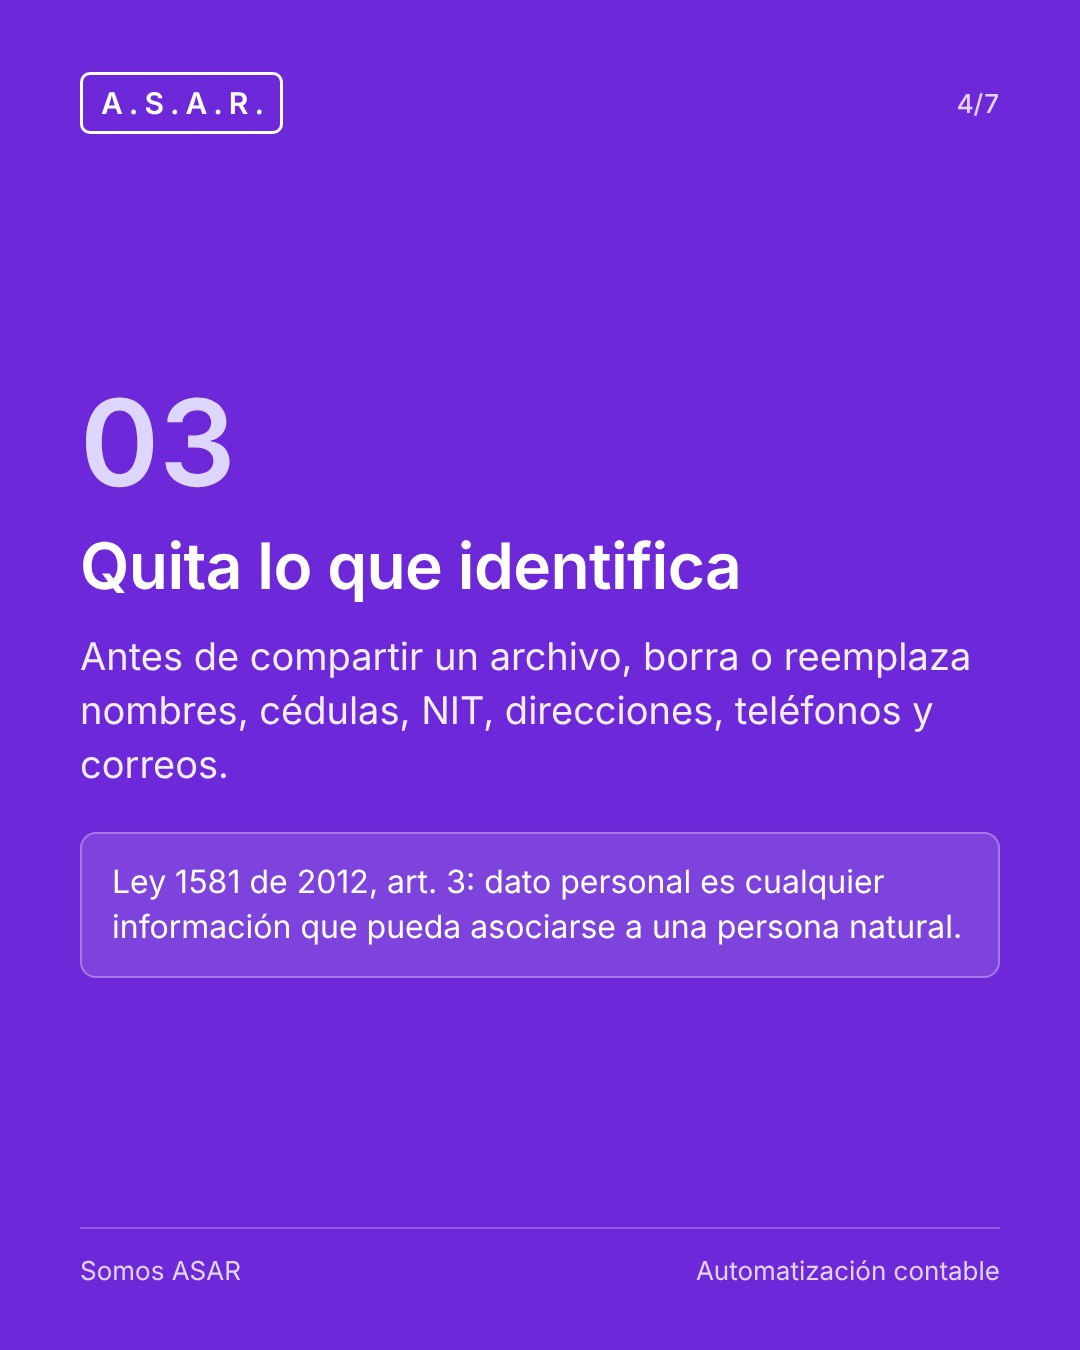 A.S.A.R.
4/7
03
Quita lo que identifica
Antes de compartir un archivo, borra o reemplaza
nombres, cédulas, NIT, direcciones, teléfonos y
correos.
Ley 1581 de 2012, art. 3: dato personal es cualquier
información que pueda asociarse a una persona natural.
Somos ASAR
Automatización contable